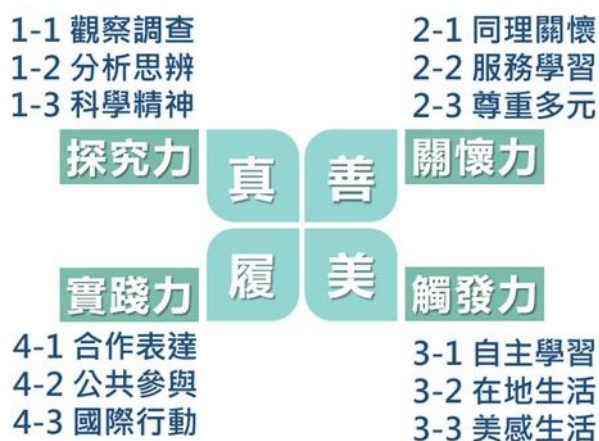 1-1 觀察調查
1-2 分析思辨
1-3 科學精神
探究力
真
2-1 同理關懷
2-2 服務學習
2-3 尊重多元
關懷力
善
履
實踐力
4-1 合作表達
4-2 公共參與
4-3 國際行動
美
觸發力
3-1 自主學習
3-2 在地生活
3-3 美感生活